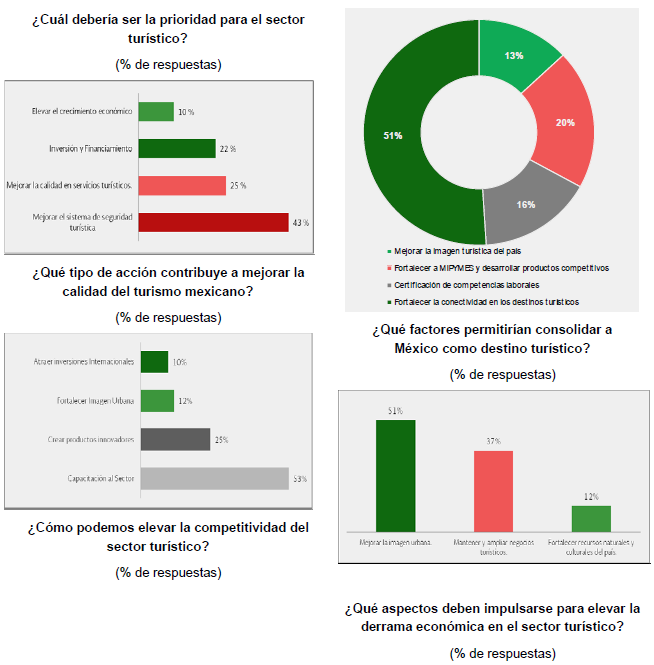 ¿Cuál debería ser la prioridad para el sector
turístico?
(% de respuestas)
Elevar el crecimiento económico
10 %
Inversión y Financiamiento
22 %
Mejorar la calidad en servicios turísticos.
25 %
Mejorar el sistema de seguridad
turística
43 %
¿Qué tipo de acción contribuye a mejorar la
calidad del turismo mexicano?
(% de respuestas)
Atraer inversiones Internacionales
10%
Fortalecer Imagen Urbana
12%
Crear productos innovadores
25%
Capacitación al Sector
53%
¿Cómo podemos elevar la competitividad del
sector turístico?
(% de respuestas)
13%
20%
16%
51%
Mejorar la imagen turística del país
Fortalecer a MIPYMES y desarrollar productos competitivos
Certificación de competencias laborales
Fortalecer la conectividad en los destinos turísticos
¿Qué factores permitirían consolidar a
México como destino turístico?
(% de respuestas)
51%
37%
12%
Mejorar la imagen urbana.
Mantener y ampliar negocios
turísticos.
Fortalecer recursos naturales y
culturales del país.
¿Qué aspectos deben impulsarse para elevar la
derrama económica en el sector turístico?
(% de respuestas)